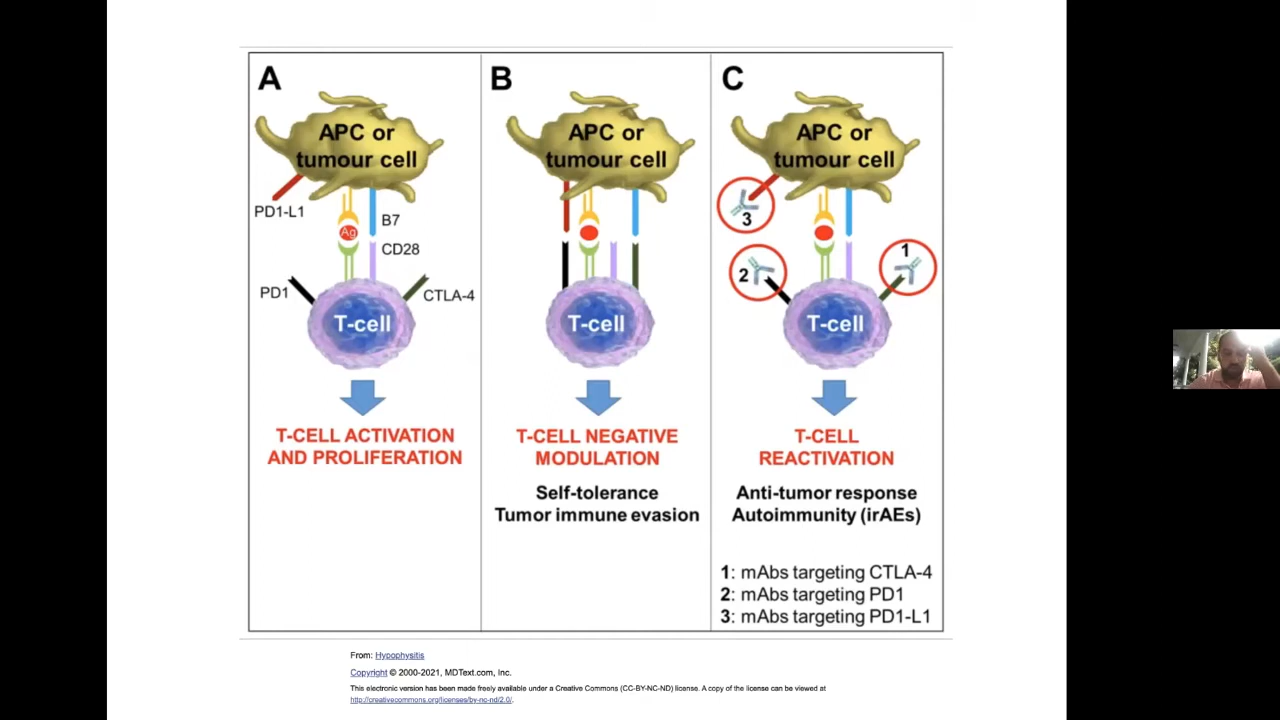 A
APC or
tumour cell
PD1-L1
Ag
B7
CD28
PD1
CTLA-4
T-cell
T-CELL ACTIVATION
AND PROLIFERATION
B
APC or
tumour cell
T-cell
T-CELL NEGATIVE
MODULATION
Self-tolerance
Tumor immune evasion
C
APC or
tumour cell
3
1
2
T-cell
T-CELL
REACTIVATION
Anti-tumor response
Autoimmunity (irAEs)
1: mAbs targeting CTLA-4
2: mAbs targeting PD1
3: mAbs targeting PD1-L1
From: Hypophysitis
Copyright © 2000-2021, MDText.com, Inc.
This electronic version has been made freely available under a Creative Commons (CC-BY-NC-ND) license. A copy of the license can be viewed at
http://creativecommons.org/licenses/by-nc-nd/2.0/.